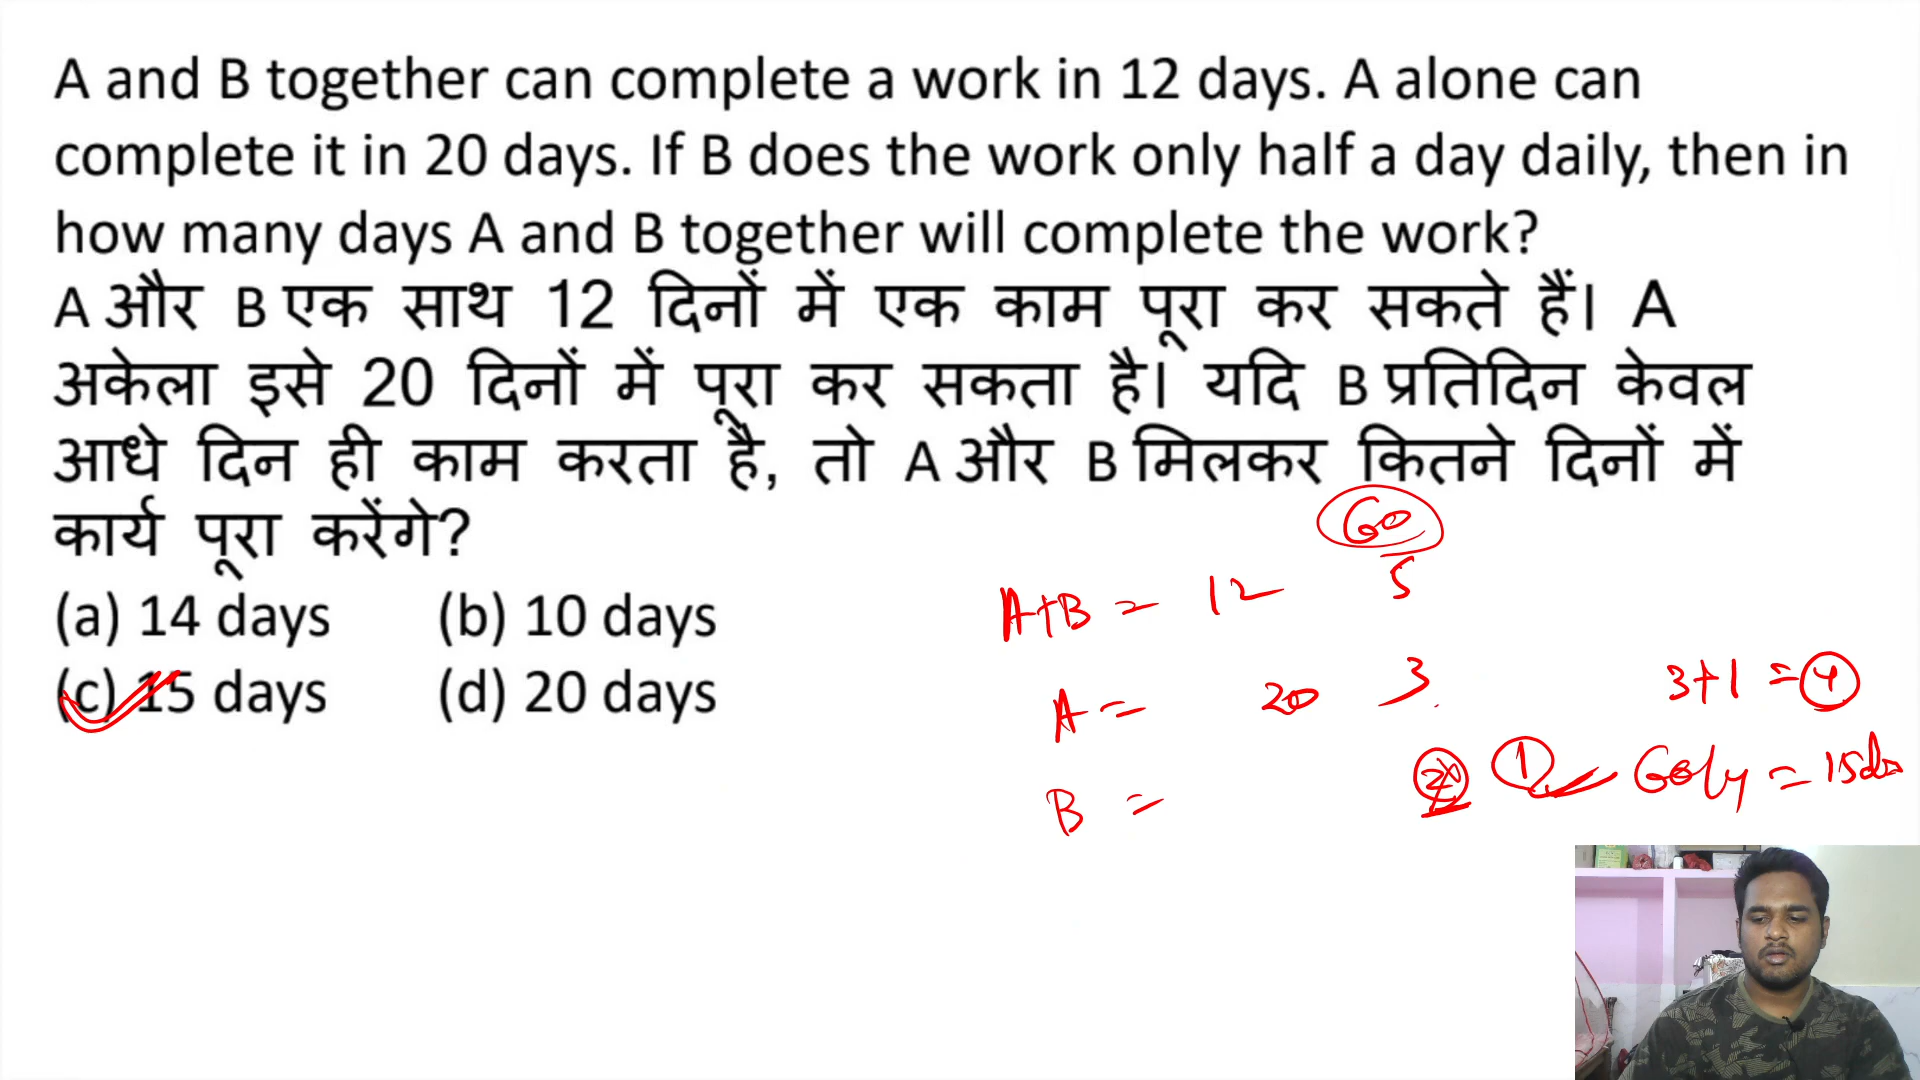 A and B together can complete a work in 12 days. A alone can
complete it in 20 days. If B does the work only half a day daily, then in
how many days A and B together will complete the work?
A और B एक साथ 12 दिनों में एक काम पूरा कर सकते हैं। A
अकेला इसे 20 दिनों में पूरा कर सकता है। यदि B प्रतिदिन केवल
आधे दिन ही काम करता है, तो A और B मिलकर कितने दिनों में
कार्य पूरा करेंगे?
(a) 14 days (b) 10 days
(c) 15 days (d) 20 days
60
A+B = 12 5
A = 20 3
3+1 = 4
B = 2 1 60/4 = 15